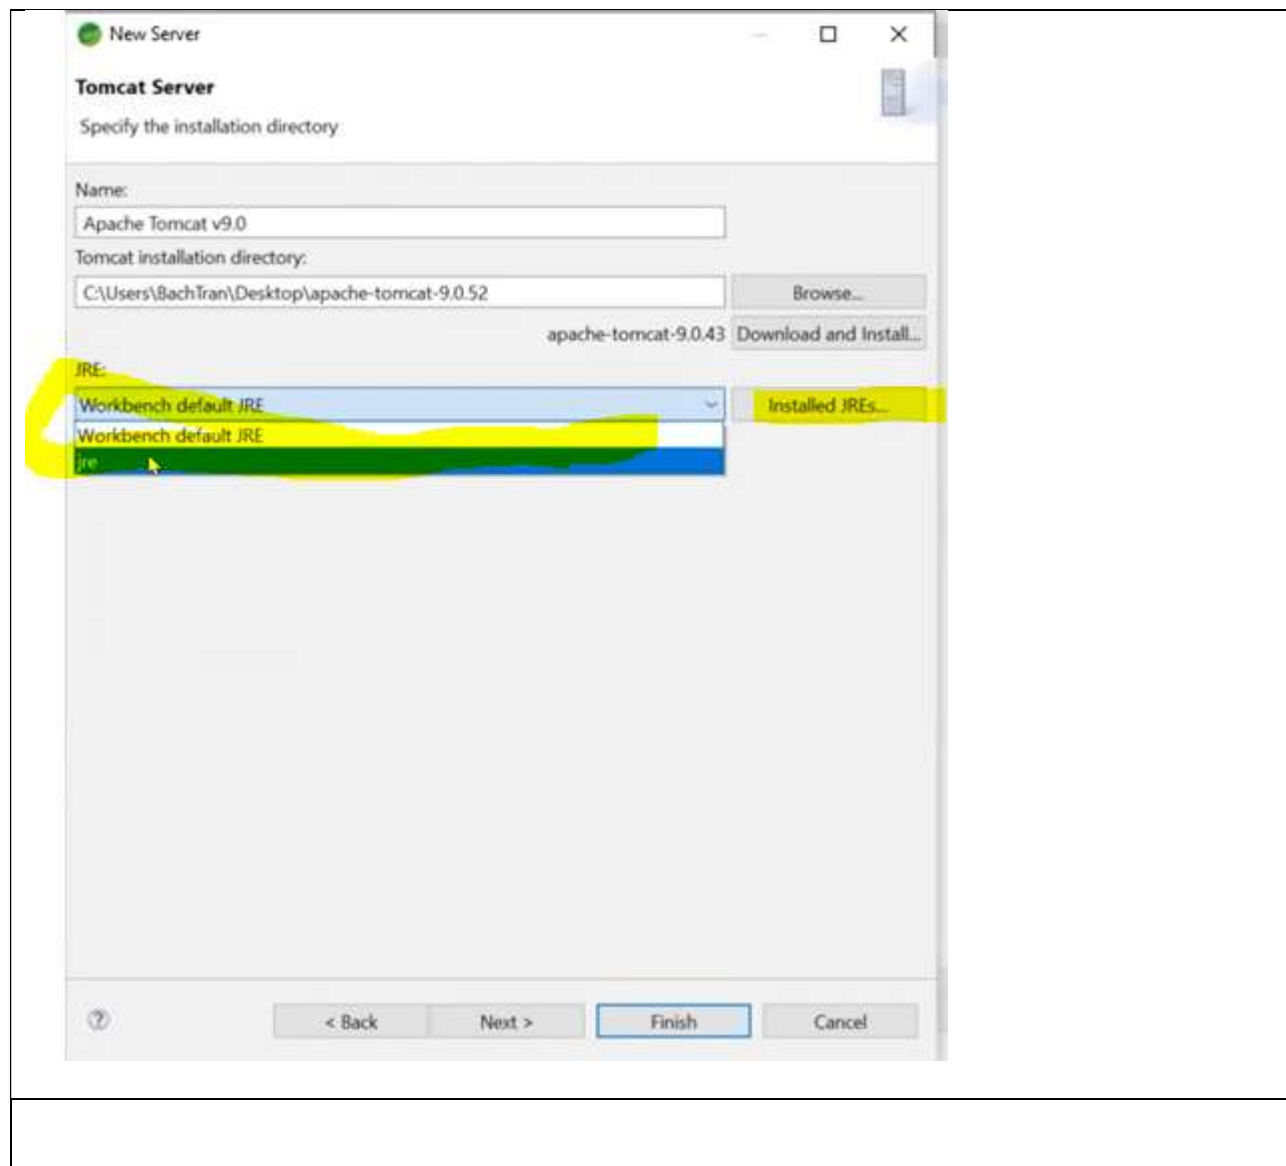 New Server
Tomcat Server
Specify the installation directory
Name:
Apache Tomcat v9.0
Tomcat installation directory:
C:\Users\BachTran\Desktop\apache-tomcat-9.0.52
Browse...
apache-tomcat-9.0.43 Download and Install...
JRE:
Workbench default JRE
Installed JREs...
Workbench default JRE
jre
< Back
Next >
Finish
Cancel